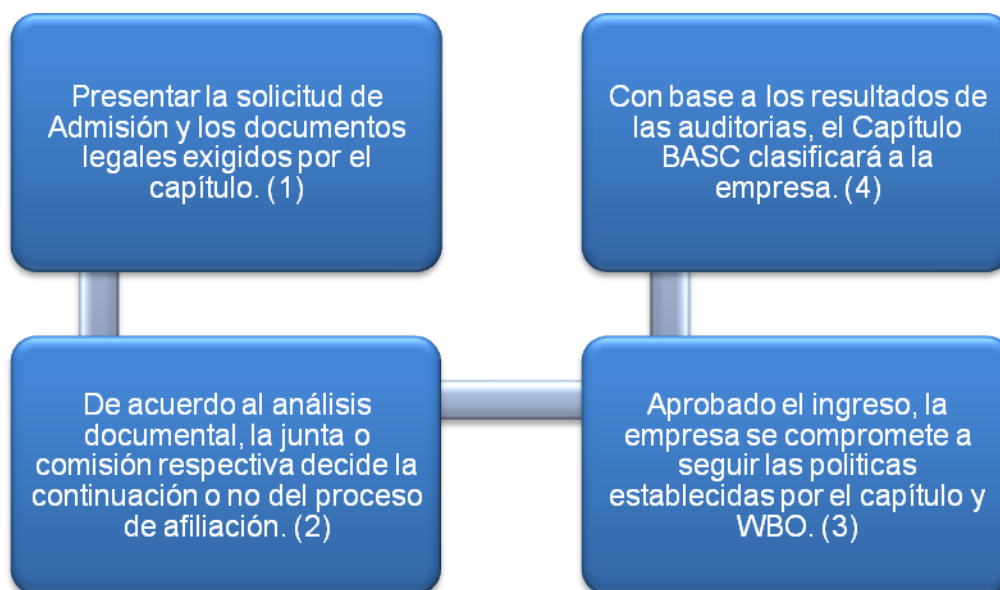 Presentar la solicitud de
Admisión y los documentos
legales exigidos por el
capítulo. (1)
De acuerdo al análisis
documental, la junta o
comisión respectiva decide la
continuación o no del proceso
de afiliación. (2)
Aprobado el ingreso, la
empresa se compromete a
seguir las politicas
establecidas por el capítulo y
WBO. (3)
Con base a los resultados de
las auditorias, el Capítulo
BASC clasificará a la
empresa. (4)